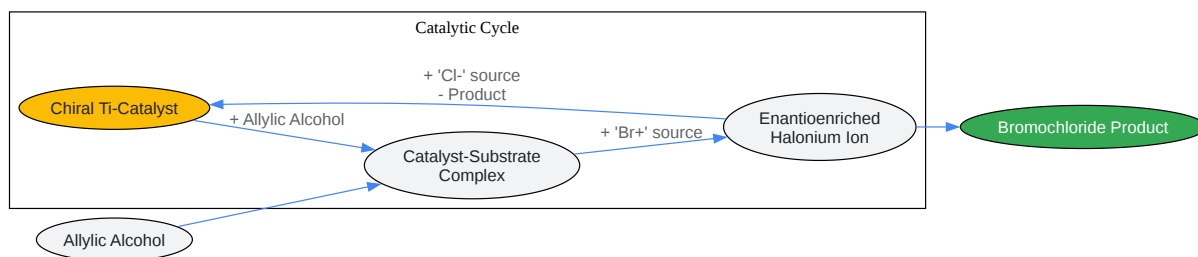 Catalytic Cycle
+ 'Cl-' source
- Product
Chiral Ti-Catalyst
+ Allylic Alcohol
Enantioenriched
Halonium Ion
Bromochloride Product
+ 'Br+' source
Catalyst-Substrate
Complex
Allylic Alcohol